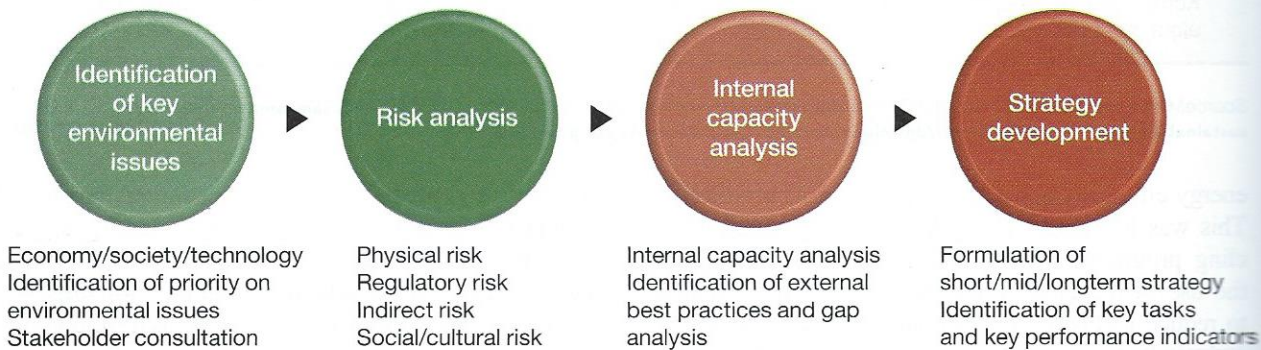 Identification
of key
environmental
issues
Risk analysis
Internal
capacity
analysis
Strategy
development
Economy/society/technology
Identification of priority on
environmental issues
Stakeholder consultation
Physical risk
Regulatory risk
Indirect risk
Social/cultural risk
Internal capacity analysis
Identification of external
best practices and gap
analysis
Formulation of
short/mid/longterm strategy
Identification of key tasks
and key performance indicators